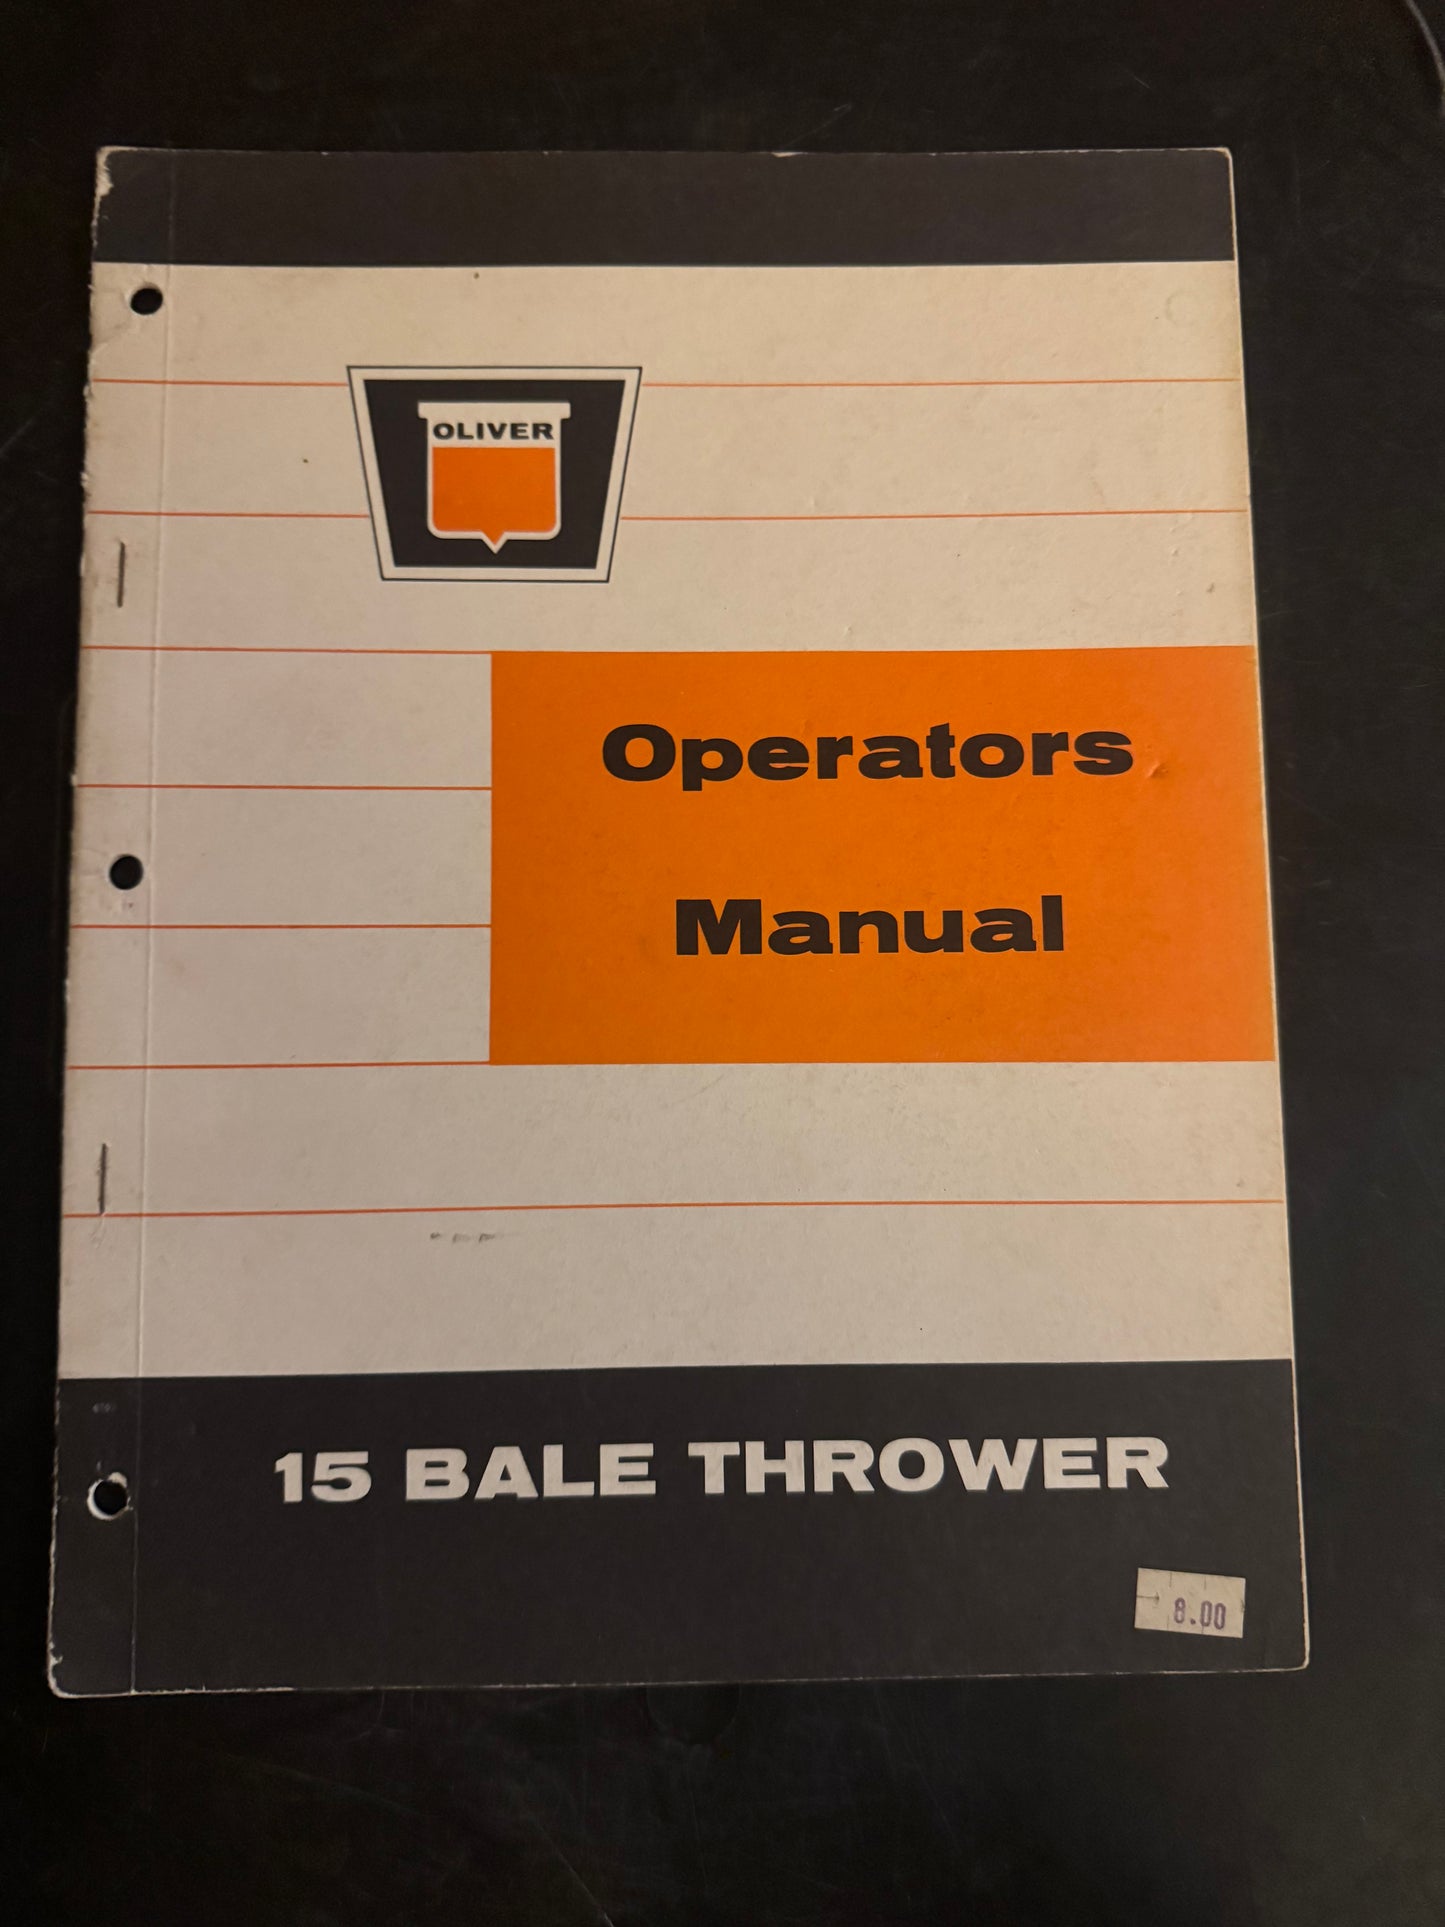 OLIVER
Operators
Manual
15 BALE THROWER
8.00